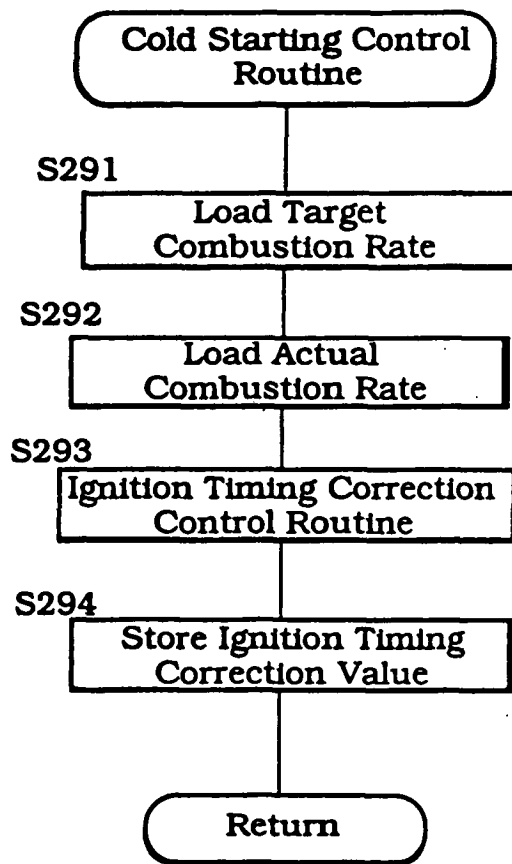 Cold Starting Control
Routine
S291
Load Target
Combustion Rate
S292
Load Actual
Combustion Rate
S293
Ignition Timing Correction
Control Routine
S294
Store Ignition Timing
Correction Value
Return